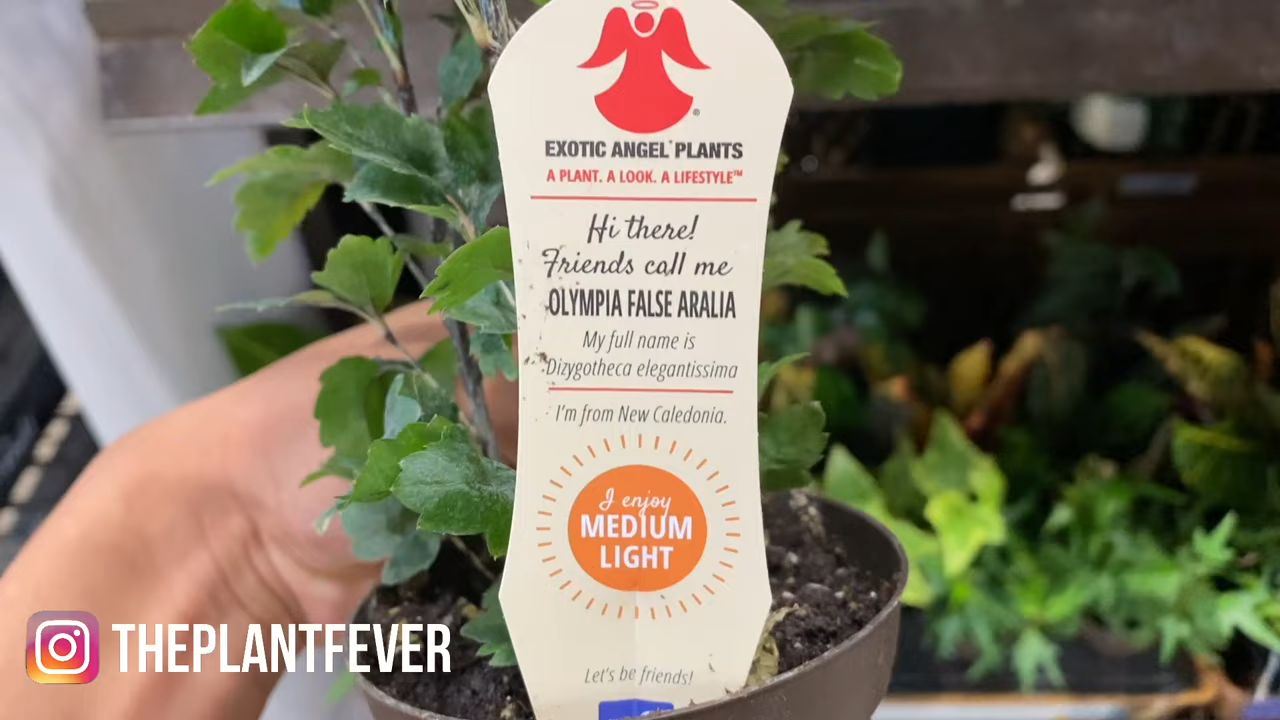 EXOTIC ANGEL® PLANTS
A PLANT. A LOOK. A LIFESTYLE™
Hi there!
Friends call me
OLYMPIA FALSE ARALIA
My full name is
Dizygotheca elegantissima
I'm from New Caledonia.
I enjoy
MEDIUM
LIGHT
THEPLANTFEVER
Let's be friends!